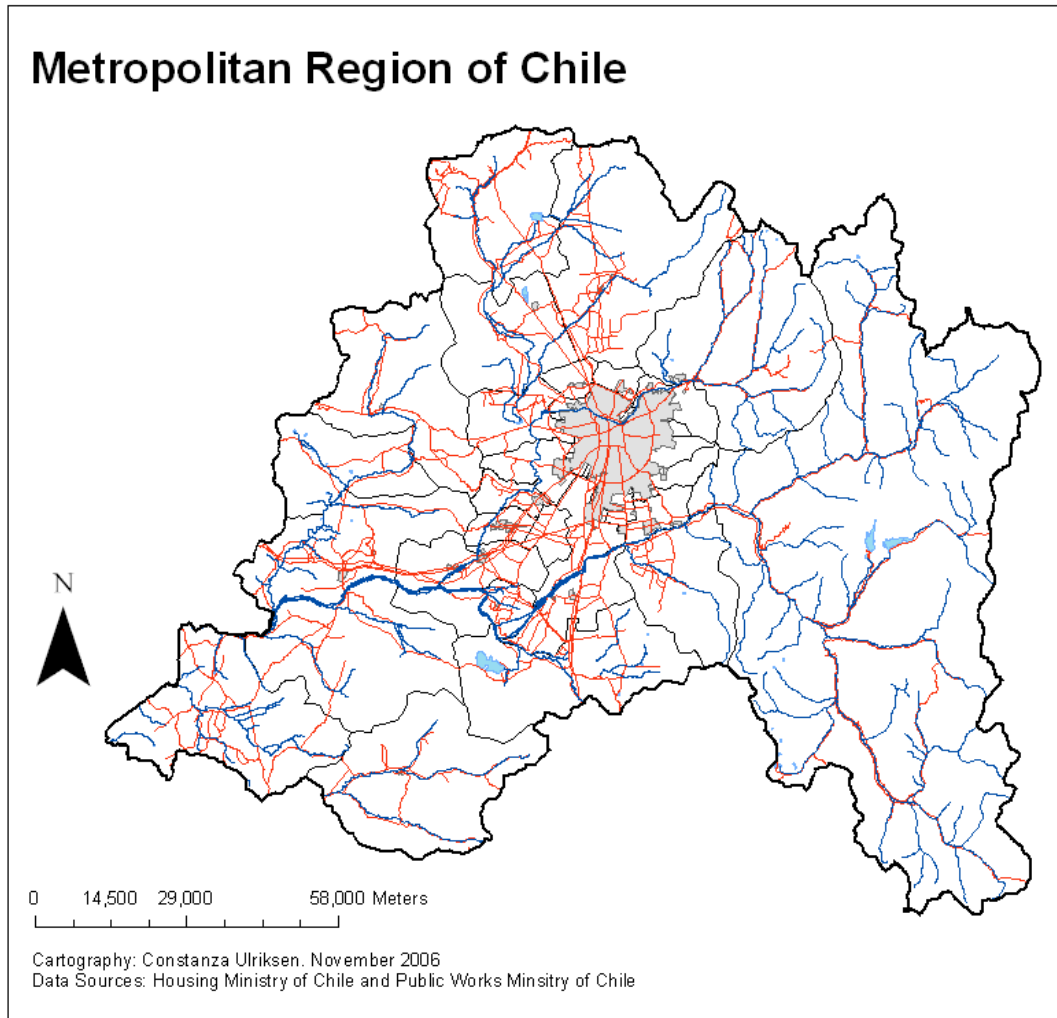 Metropolitan Region of Chile
N
0 14,500 29,000 58,000 Meters
Cartography: Constanza Ulriksen. November 2006
Data Sources: Housing Ministry of Chile and Public Works Minsitry of Chile